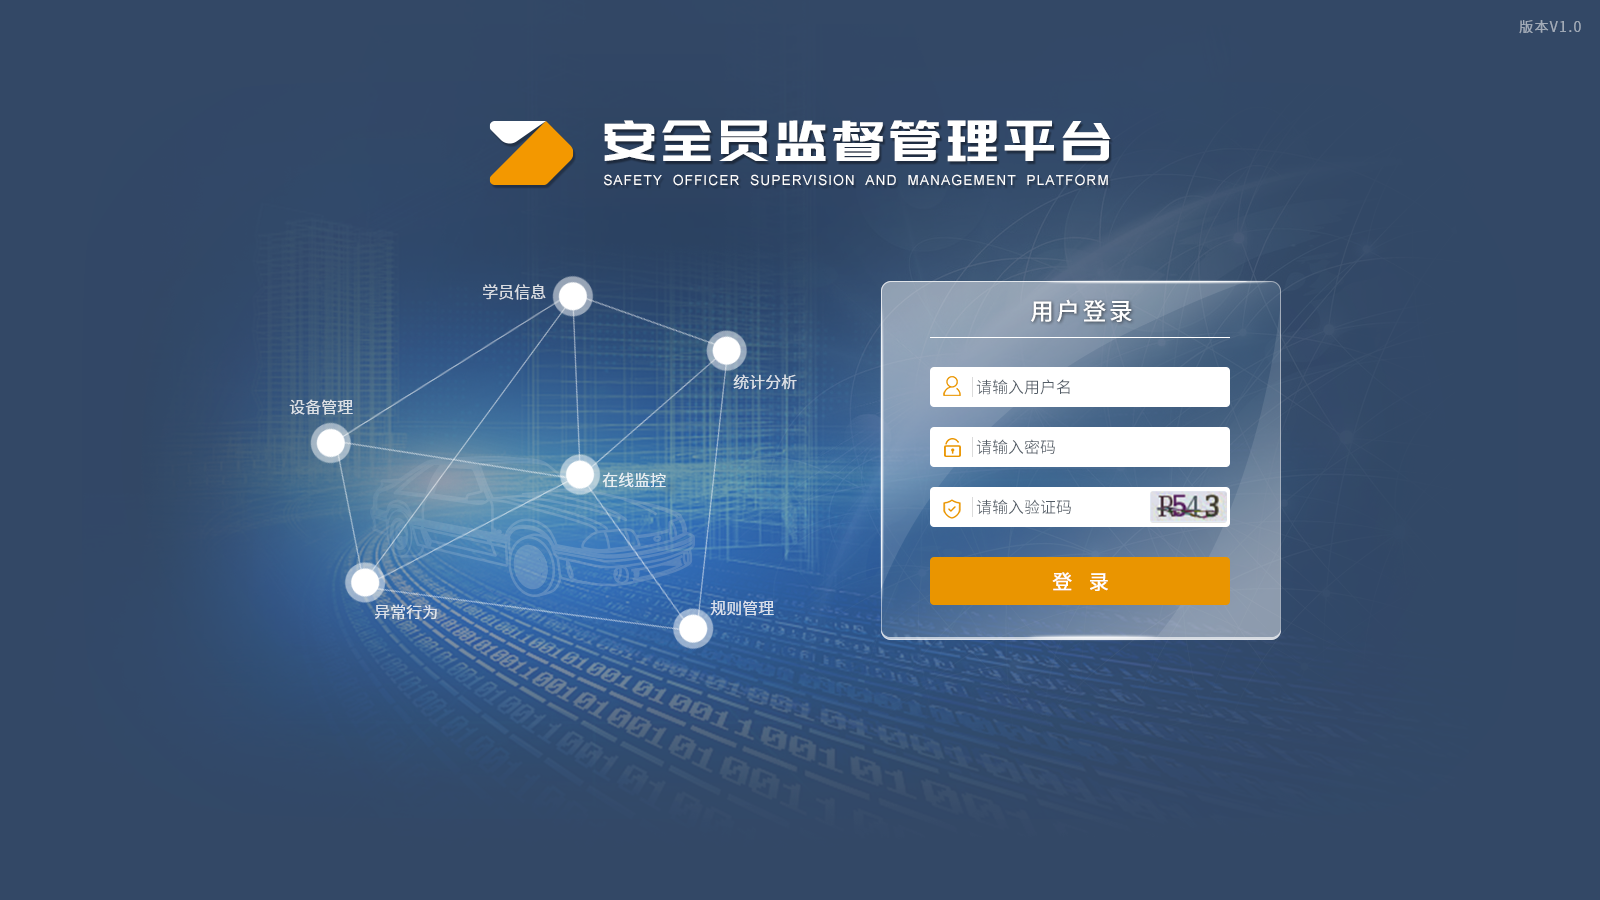 版本V1.0
安全员监督管理平台
SAFETY OFFICER SUPERVISION AND MANAGEMENT PLATFORM
学员信息
统计分析
设备管理
在线监控
异常行为
规则管理
用户登录
请输入用户名
请输入密码
请输入验证码
R543
登 录